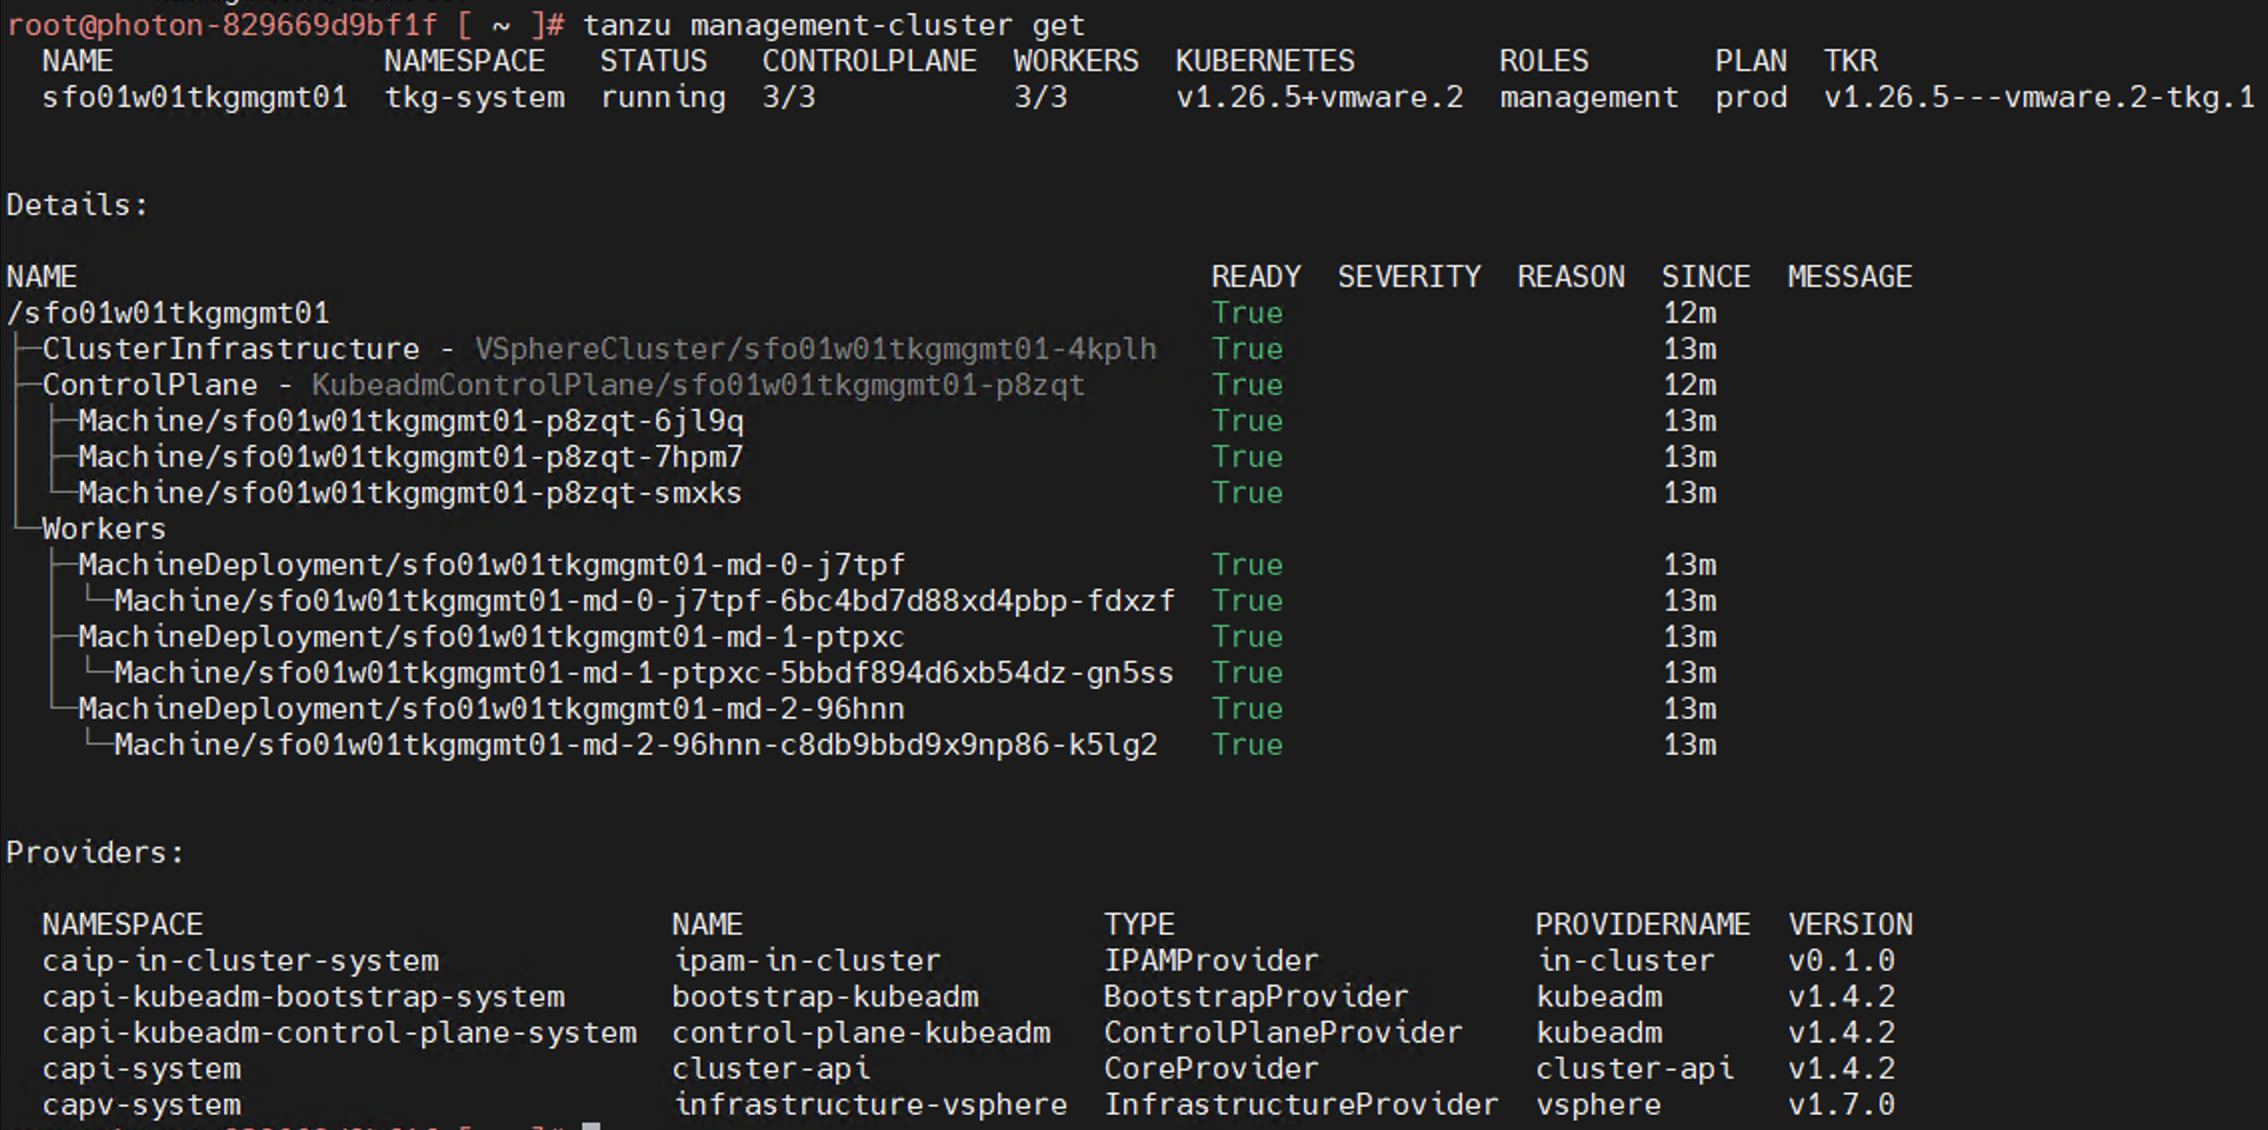 root@photon-829669d9bf1f [ ~ ]# tanzu management-cluster get
NAME NAMESPACE STATUS CONTROLPLANE WORKERS KUBERNETES ROLES PLAN TKR
sfo01w01tkgmgmt01 tkg-system running 3/3 3/3 v1.26.5+vmware.2 management prod v1.26.5---vmware.2-tkg.1
Details:
NAME READY SEVERITY REASON SINCE MESSAGE
/sfo01w01tkgmgmt01 True 12m
├─ClusterInfrastructure - VSphereCluster/sfo01w01tkgmgmt01-4kplh True 13m
├─ControlPlane - KubeadmControlPlane/sfo01w01tkgmgmt01-p8zqt True 12m
│ ├─Machine/sfo01w01tkgmgmt01-p8zqt-6jl9q True 13m
│ ├─Machine/sfo01w01tkgmgmt01-p8zqt-7hpm7 True 13m
│ └─Machine/sfo01w01tkgmgmt01-p8zqt-smxks True 13m
└─Workers
├─MachineDeployment/sfo01w01tkgmgmt01-md-0-j7tpf True 13m
│ └─Machine/sfo01w01tkgmgmt01-md-0-j7tpf-6bc4bd7d88xd4pbp-fdxzf True 13m
├─MachineDeployment/sfo01w01tkgmgmt01-md-1-ptpxc True 13m
│ └─Machine/sfo01w01tkgmgmt01-md-1-ptpxc-5bbdf894d6xb54dz-gn5ss True 13m
└─MachineDeployment/sfo01w01tkgmgmt01-md-2-96hnn True 13m
└─Machine/sfo01w01tkgmgmt01-md-2-96hnn-c8db9bbd9x9np86-k5lg2 True 13m
Providers:
NAMESPACE NAME TYPE PROVIDERNAME VERSION
caip-in-cluster-system ipam-in-cluster IPAMProvider in-cluster v0.1.0
capi-kubeadm-bootstrap-system bootstrap-kubeadm BootstrapProvider kubeadm v1.4.2
capi-kubeadm-control-plane-system control-plane-kubeadm ControlPlaneProvider kubeadm v1.4.2
capi-system cluster-api CoreProvider cluster-api v1.4.2
capv-system infrastructure-vsphere InfrastructureProvider vsphere v1.7.0